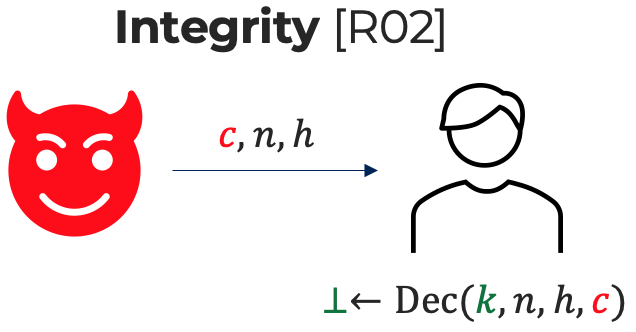 Integrity [R02]
c, n, h
⊥← Dec(k, n, h, c)